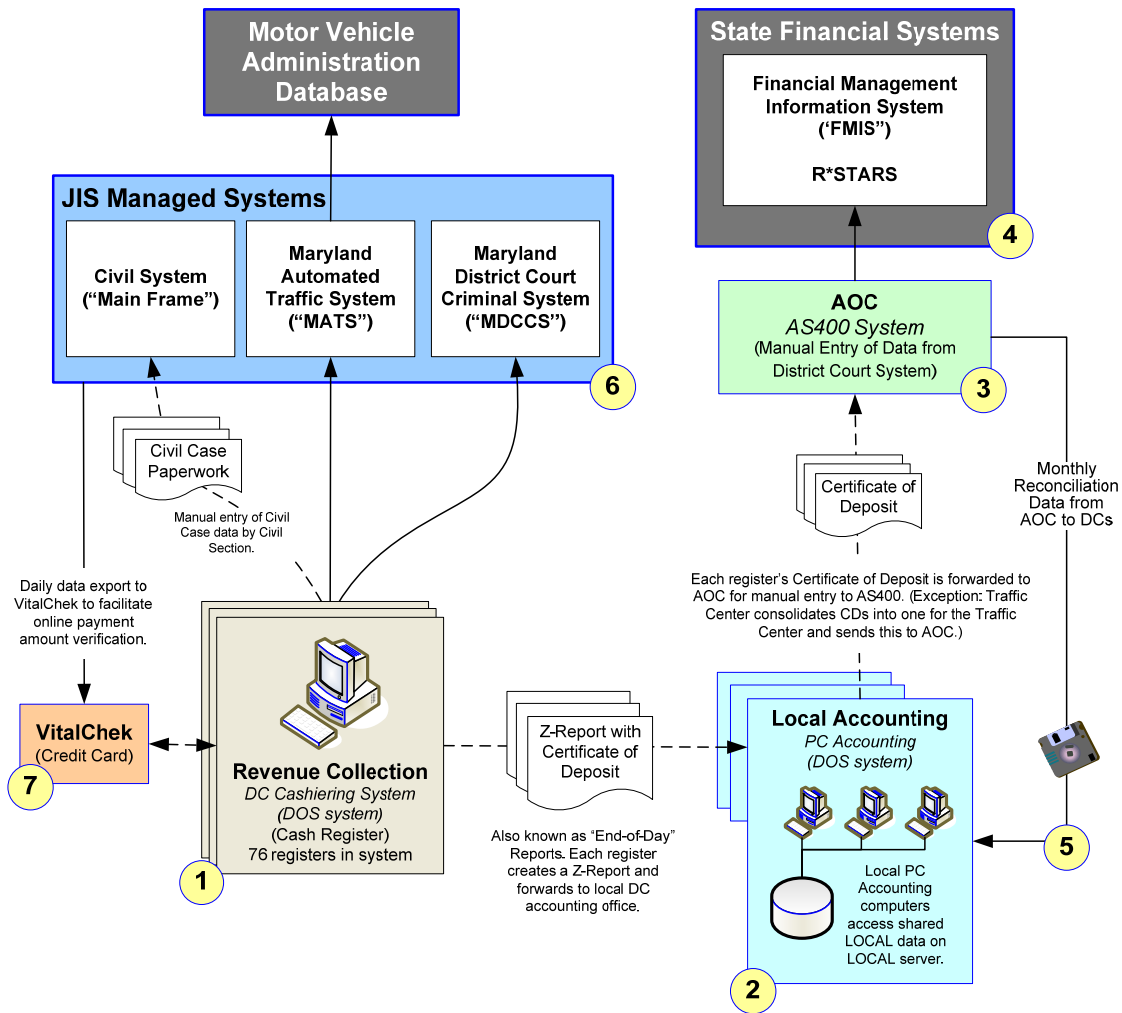 Motor Vehicle
Administration
Database
State Financial Systems
Financial Management
Information System
(‘FMIS”)
R*STARS
4
JIS Managed Systems
Civil System
(“Main Frame”)
Maryland
Automated
Traffic System
(“MATS”)
Maryland
District Court
Criminal System
(“MDCCS”)
6
AOC
AS400 System
(Manual Entry of Data from
District Court System)
3
Civil Case
Paperwork
Manual entry of Civil
Case data by Civil
Section.
Certificate of
Deposit
Monthly
Reconciliation
Data from
AOC to DCs
Daily data export to
VitalChek to facilitate
online payment
amount verification.
Each register’s Certificate of Deposit is forwarded to
AOC for manual entry to AS400. (Exception: Traffic
Center consolidates CDs into one for the Traffic
Center and sends this to AOC.)
VitalChek
(Credit Card)
7
Revenue Collection
DC Cashiering System
(DOS system)
(Cash Register)
76 registers in system
1
Z-Report with
Certificate of
Deposit
Also known as “End-of-Day”
Reports. Each register
creates a Z-Report and
forwards to local DC
accounting office.
Local Accounting
PC Accounting
(DOS system)
Local PC
Accounting
computers
access shared
LOCAL data on
LOCAL server.
2
5